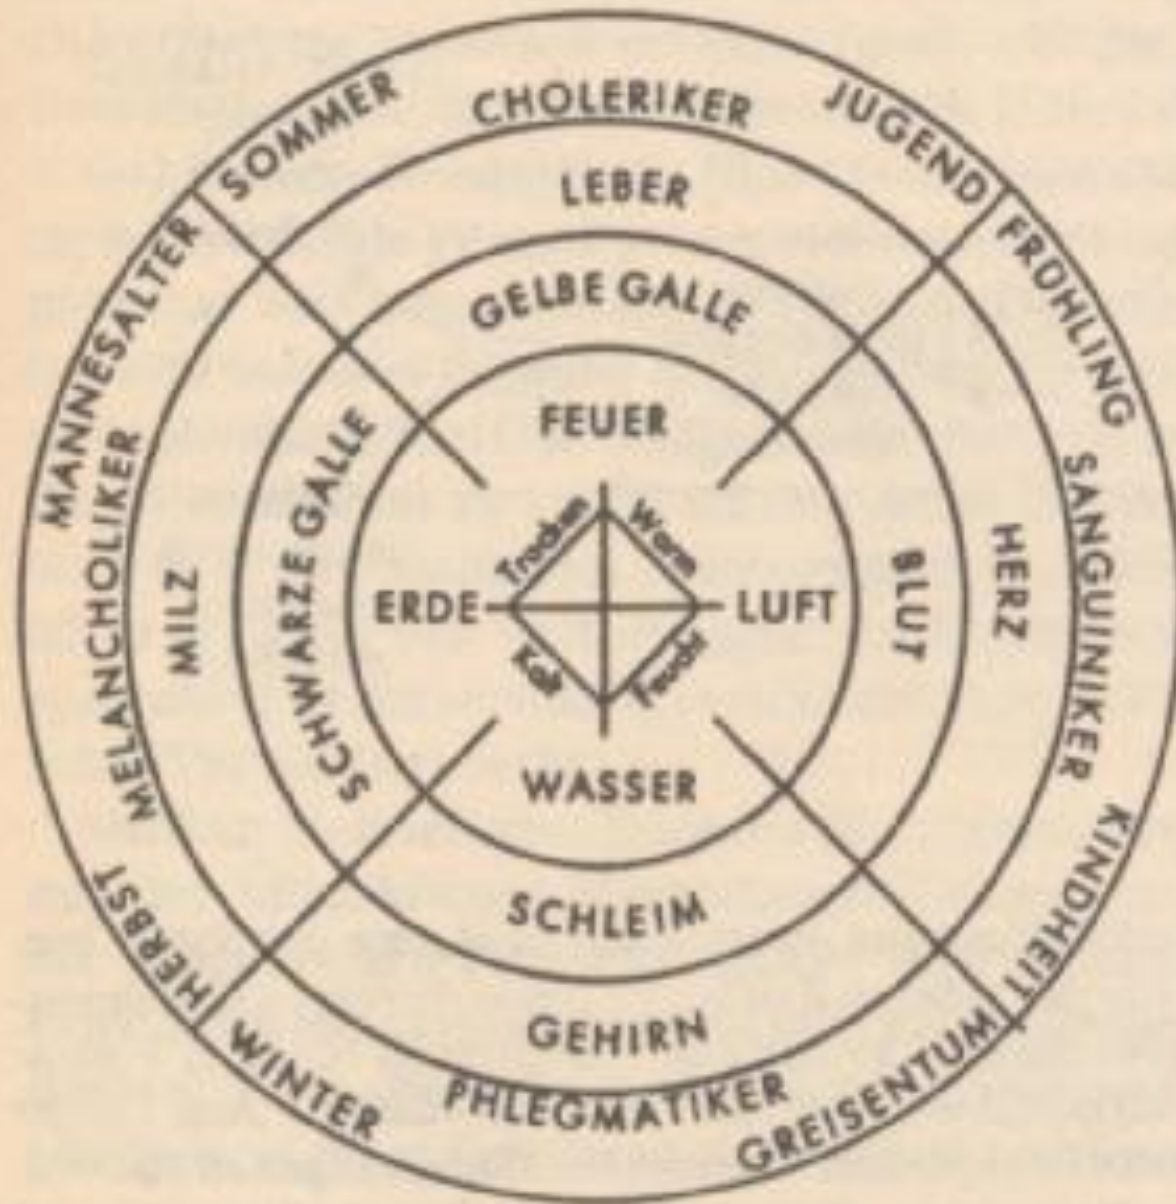 SOMMER
CHOLERIKER
JUGEND
LEBER
GELBE GALLE
FEUER
FRÜHLING
SANGUINIKER
KINDHEIT
HERZ
BLUT
LUFT
MANNESALTER
MELANCHOLIKER
HERBST
MILZ
SCHWARZE GALLE
ERDE
Trocken
Warm
Kalt
Feucht
WASSER
SCHLEIM
GEHIRN
PHLEGMATIKER
WINTER
GREISENTUM